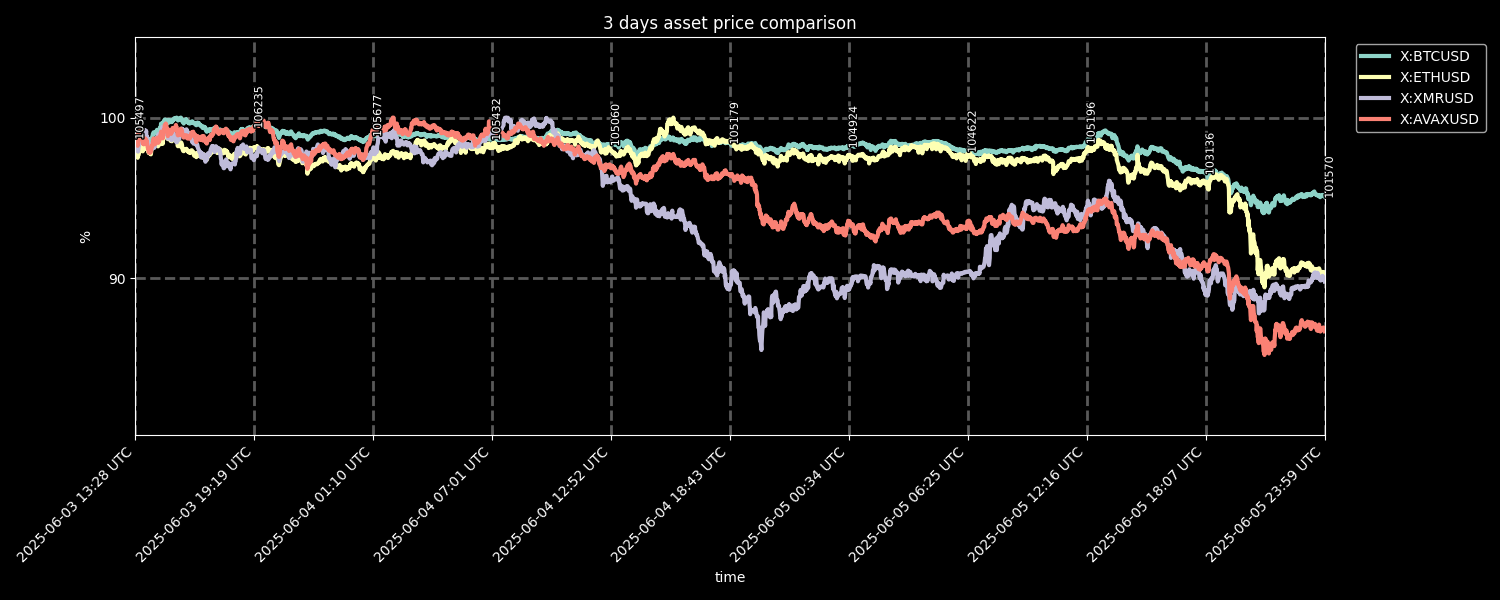 3 days asset price comparison
X:BTCUSD
X:ETHUSD
X:XMRUSD
X:AVAXUSD
100
90
%
105497
106235
105677
105432
105060
105179
104924
104622
105196
103136
101570
2025-06-03 13:28 UTC
2025-06-03 19:19 UTC
2025-06-04 01:10 UTC
2025-06-04 07:01 UTC
2025-06-04 12:52 UTC
2025-06-04 18:43 UTC
2025-06-05 00:34 UTC
2025-06-05 06:25 UTC
2025-06-05 12:16 UTC
2025-06-05 18:07 UTC
2025-06-05 23:59 UTC
time